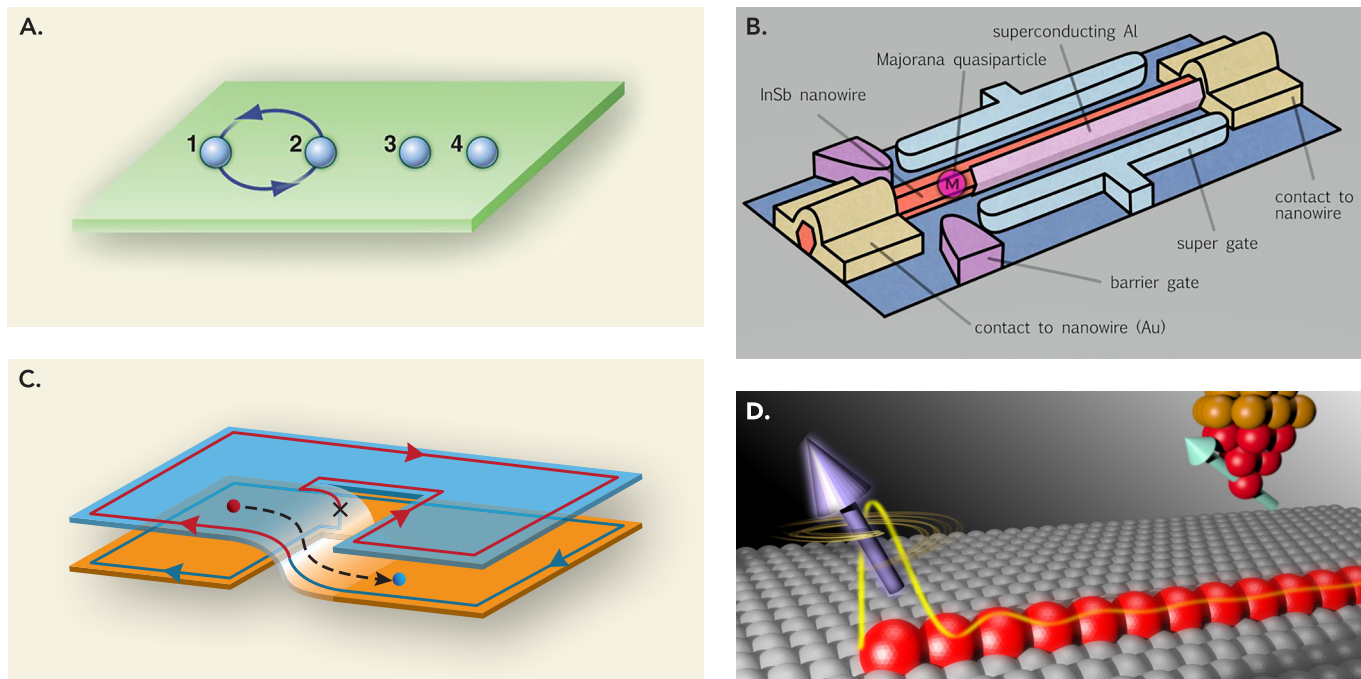 A.
1
2
3
4
B.
superconducting Al
Majorana quasiparticle
InSb nanowire
M
contact to
nanowire
super gate
barrier gate
contact to nanowire (Au)
C.
D.